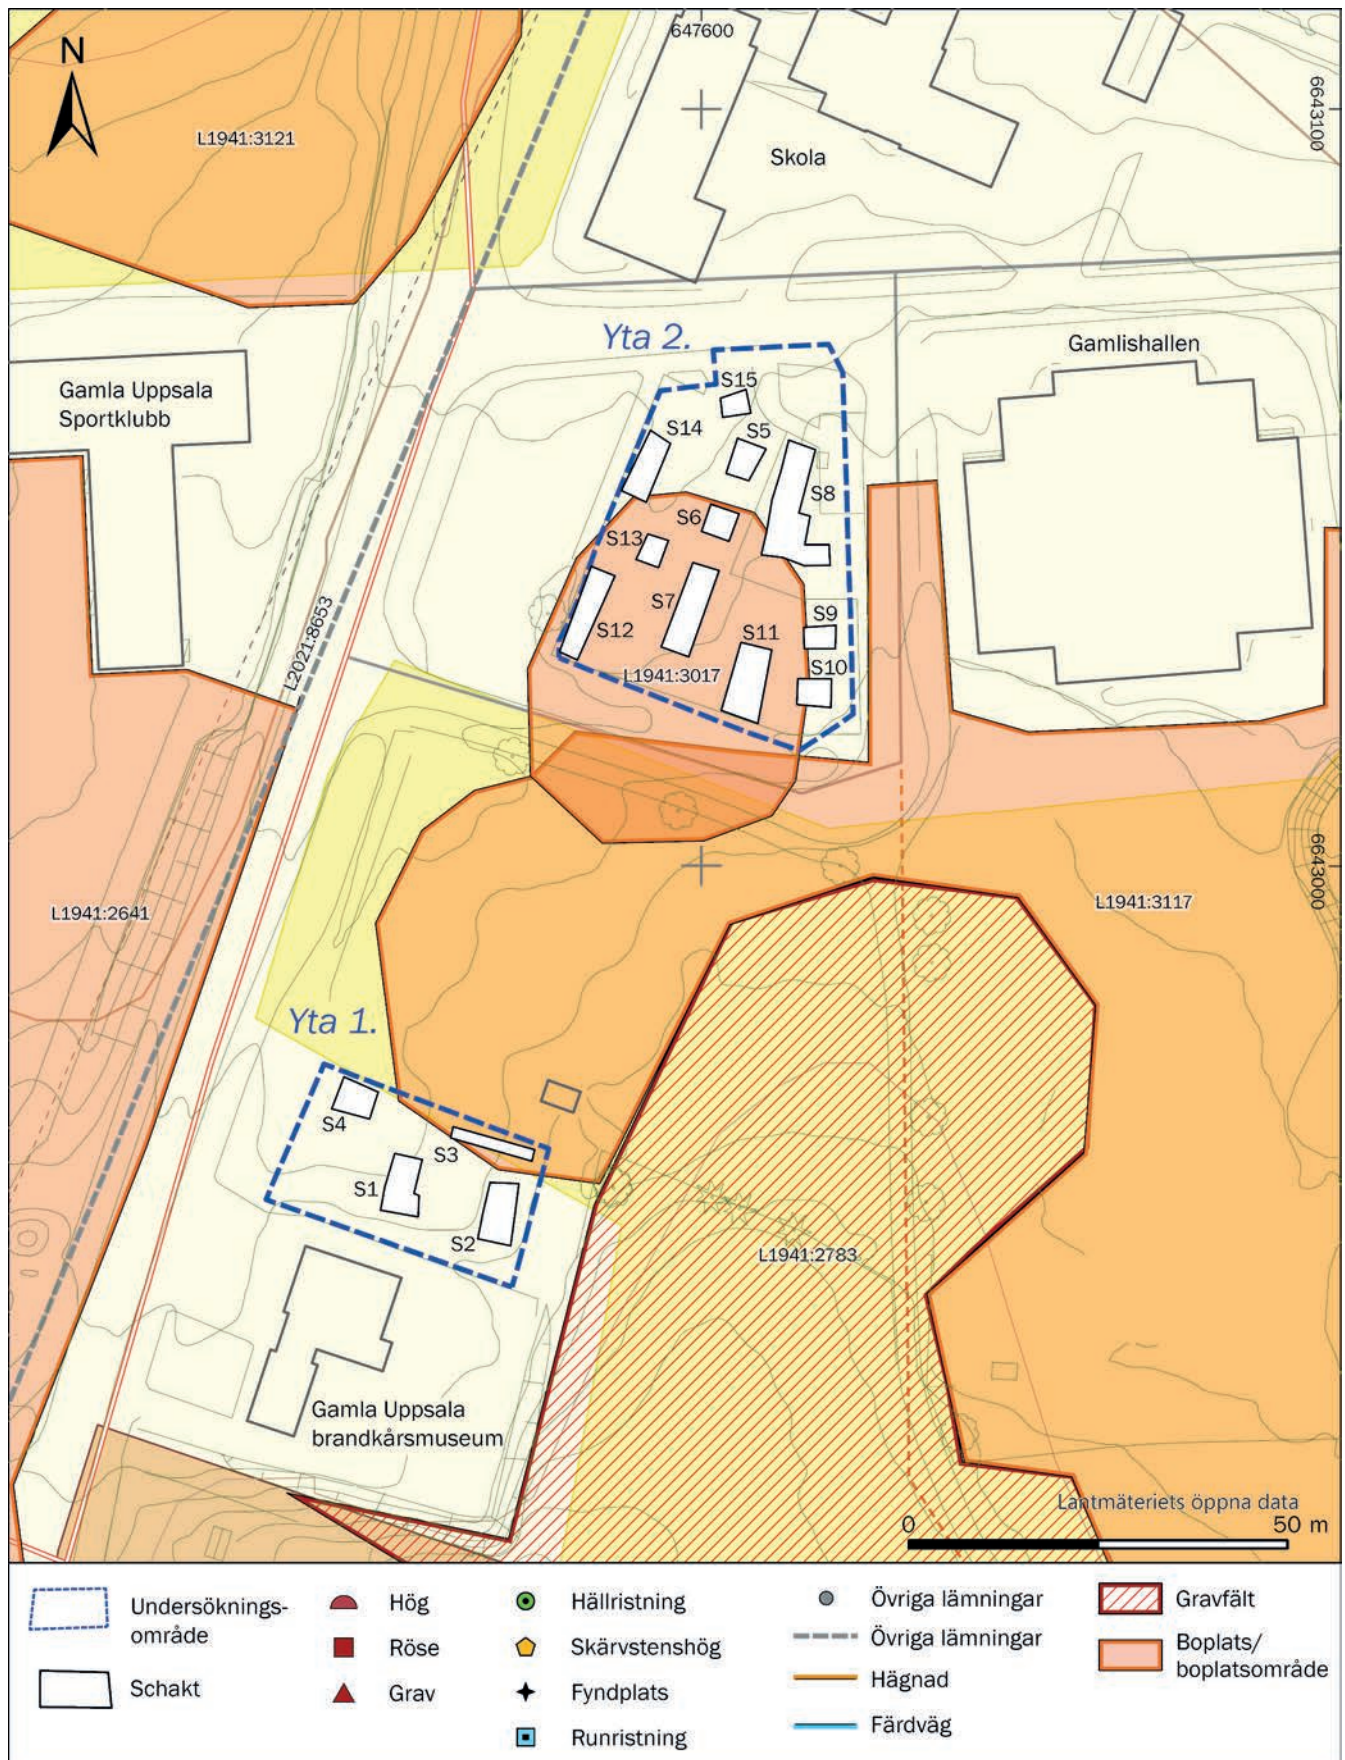 647600
N
6643100
L1941:3121
Skola
Yta 2.
Gamlishallen
S15
Gamla Uppsala
Sportklubb
S14
S5
S8
S6
S13
S7
S12
S9
S11
L2021:8653
L1941:3017
S10
6643000
L1941:2641
L1941:3117
Yta 1.
S4
S3
S1
S2
L1941:2783
Gamla Uppsala
brandkårsmuseum
Lantmäteriets öppna data
0
50 m
Undersöknings-
område
Schakt
Hög
Röse
Grav
Hällristning
Skärvstenshög
Fyndplats
Runristning
Övriga lämningar
Övriga lämningar
Hägnad
Färdväg
Gravfält
Boplats/
boplatsområde